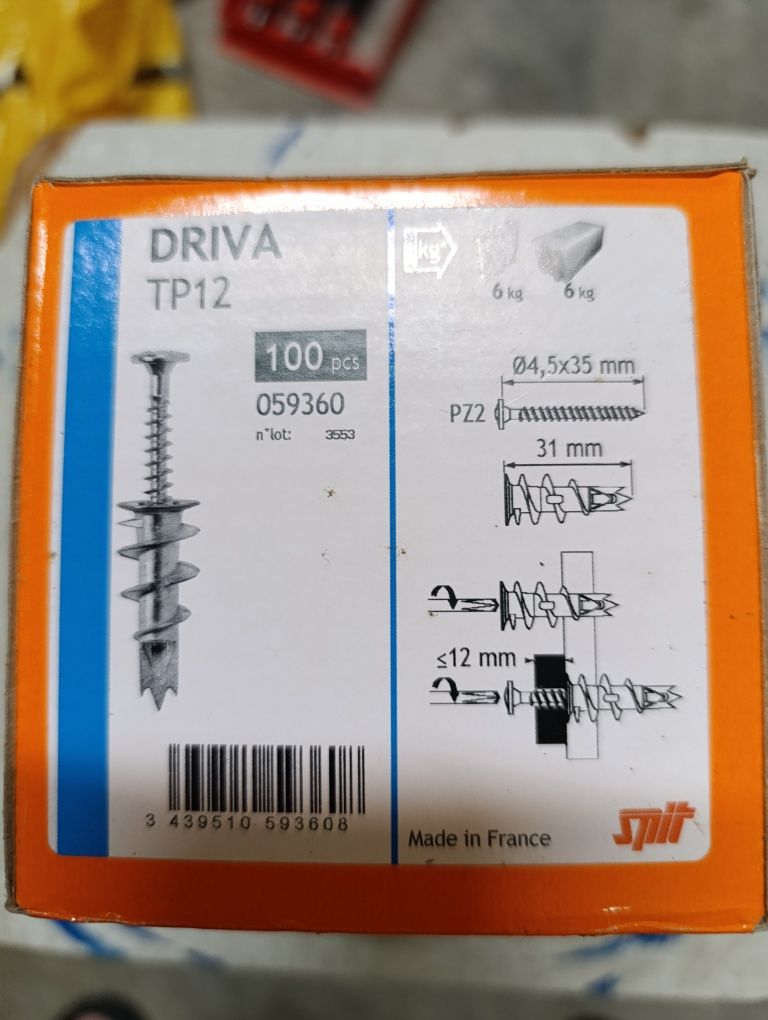 DRIVA
TP12
100 pcs
059360
n°lot: 3553
3 439510 593608
kg*
6 kg 6 kg
Ø4,5x35 mm
PZ2
31 mm
≤12 mm
Made in France
spit